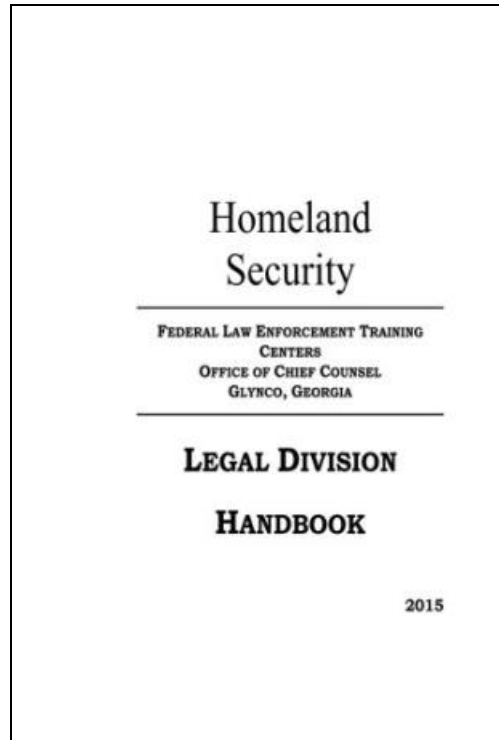 Homeland
Security
FEDERAL LAW ENFORCEMENT TRAINING
CENTERS
OFFICE OF CHIEF COUNSEL
GLYNCO, GEORGIA
LEGAL DIVISION
HANDBOOK
2015